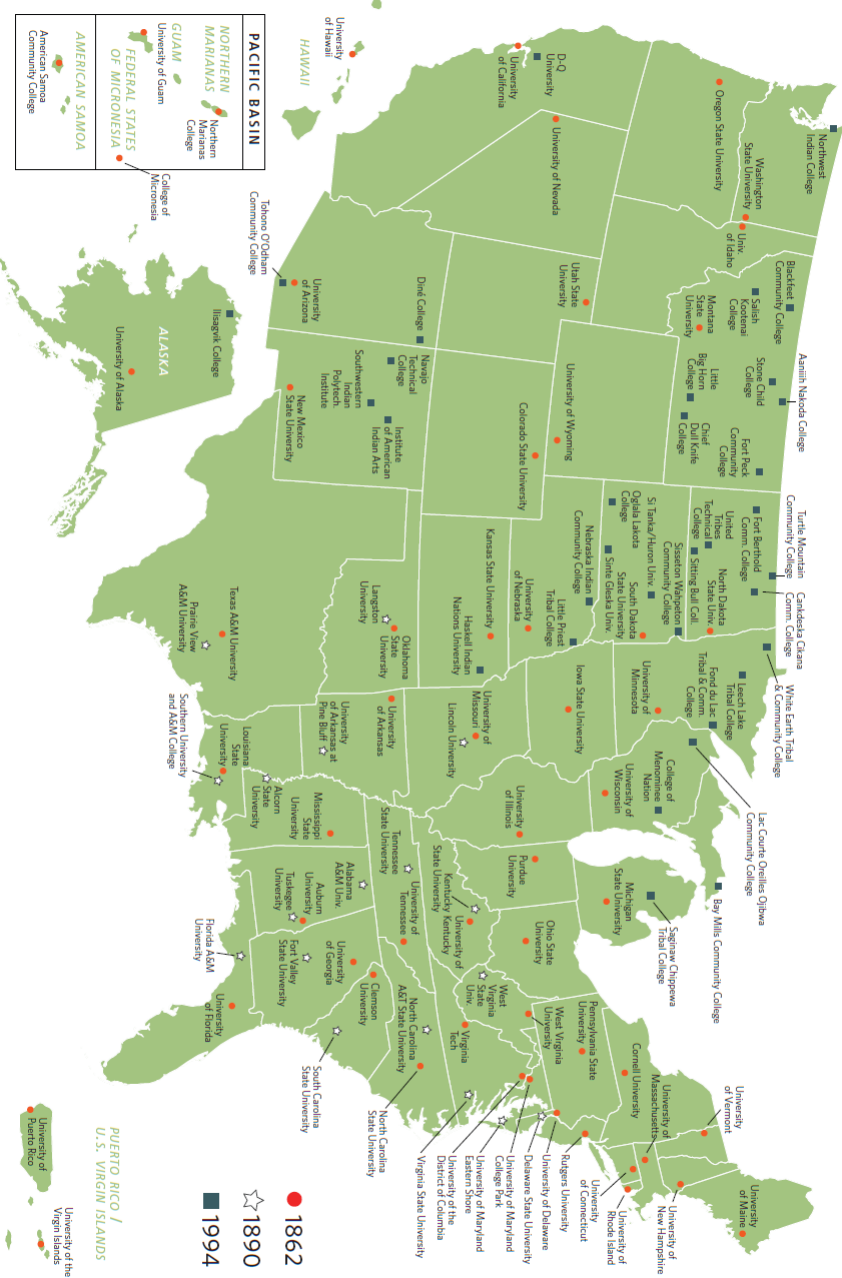 Northwest
Indian College
Washington
State University
Oregon State University
Univ.
of Idaho
D-Q
University
University
of California
University of Nevada
Blackfeet
Community College
Salish
Kootenai
College
Montana
State
University
Stone Child
College
Aaniiih Nakoda College
Little
Big Horn
College
Chief
Dull Knife
College
Fort Peck
Community
College
Utah State
University
University of Wyoming
Colorado State University
Diné College
Navajo
Technical
College
Southwestern
Indian
Polytech.
Institute
Institute
of American
Indian Arts
University
of Arizona
Tohono O'Odham
Community College
New Mexico
State University
Turtle Mountain
Community College
Cankdeska Cikana
Comm. College
Fort Berthold
Comm. College
United
Tribes
Technical
College
North Dakota
State Univ.
Sitting Bull Coll.
Sisseton Wahpeton
Community College
Si Tanka/Huron Univ.
Oglala Lakota
College
South Dakota
State University
Sinte Gleska Univ.
Nebraska Indian
Community College
Little Priest
Tribal College
University
of Nebraska
Kansas State University
Haskell Indian
Nations University
Oklahoma
State
University
Langston
University
Texas A&M University
Prairie View
A&M University
White Earth Tribal
& Community College
Leech Lake
Tribal College
Fond du Lac
Tribal & Comm.
College
University of
Minnesota
Iowa State University
University of
Missouri
Lincoln University
University
of Arkansas
University
of Arkansas at
Pine Bluff
Louisiana
State
University
Southern University
and A&M College
Lac Courte Oreilles Ojibwa
Community College
College of
Menominee
Nation
University of
Wisconsin
University
of Illinois
Bay Mills Community College
Saginaw Chippewa
Tribal College
Michigan
State University
Purdue
University
Ohio State
University
Kentucky
State University
University of
Kentucky
Tennessee
State University
University of
Tennessee
Mississippi
State
University
Alcorn
State
University
Alabama
A&M Univ.
Auburn
University
Tuskegee
University
University
of Georgia
Fort Valley
State University
Florida A&M
University
University
of Florida
Clemson
University
South Carolina
State University
North Carolina
A&T State University
North Carolina
State University
West
Virginia
State
Univ.
West Virginia
University
Virginia
Tech
Virginia State University
University of the
District of Columbia
University of Maryland
Eastern Shore
University of Maryland
College Park
Delaware State University
University of Delaware
Pennsylvania State
University
Rutgers University
Cornell University
University of
Connecticut
University of
Rhode Island
University of
Massachusetts
University of
New Hampshire
University
of Vermont
University
of Maine
HAWAII
University
of Hawaii
PACIFIC BASIN
NORTHERN
MARIANAS
Northern
Marianas
College
GUAM
University of Guam
FEDERAL STATES
OF MICRONESIA
College of
Micronesia
AMERICAN SAMOA
American Samoa
Community College
ALASKA
Ilisagvik College
University of Alaska
PUERTO RICO /
U.S. VIRGIN ISLANDS
University of
Puerto Rico
University of the
Virgin Islands
1862
1890
1994